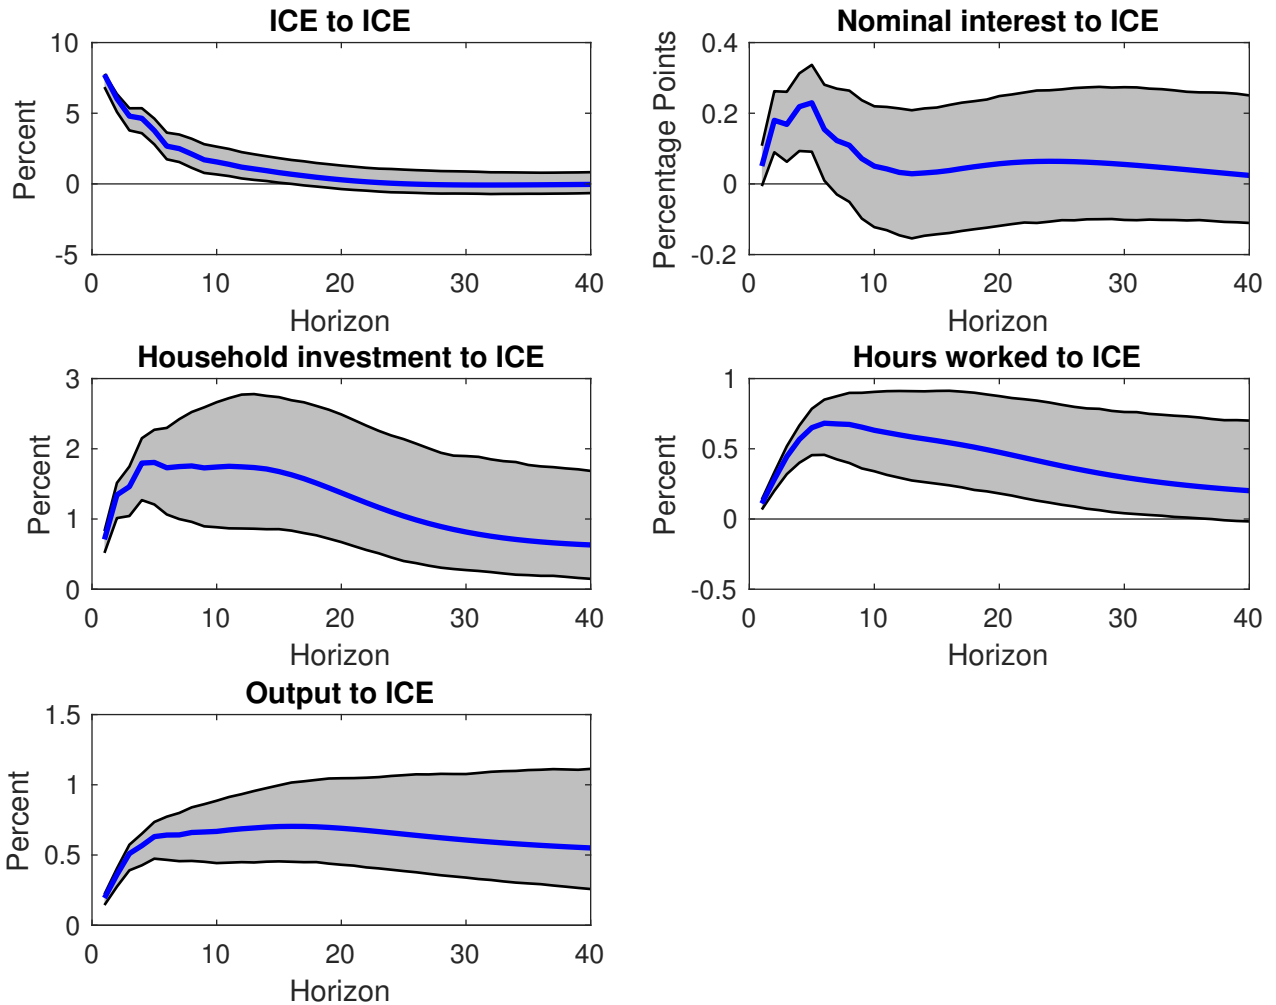 ICE to ICE
10
5
0
-5
Percent
0 10 20 30 40
Horizon
Nominal interest to ICE
0.4
0.2
0
-0.2
Percentage Points
0 10 20 30 40
Horizon
Household investment to ICE
3
2
1
0
Percent
0 10 20 30 40
Horizon
Hours worked to ICE
1
0.5
0
-0.5
Percent
0 10 20 30 40
Horizon
Output to ICE
1.5
1
0.5
0
Percent
0 10 20 30 40
Horizon